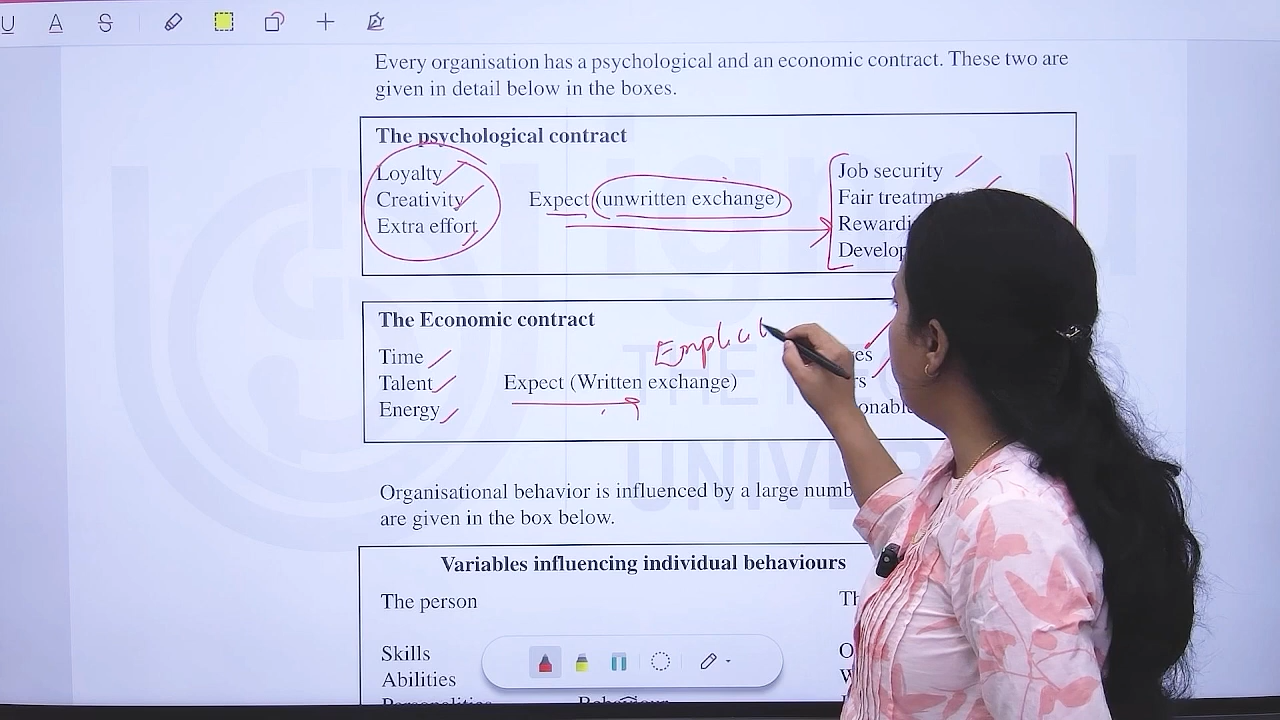 Every organisation has a psychological and an economic contract. These two are
given in detail below in the boxes.
The psychological contract
Loyalty
Creativity
Extra effort
Expect (unwritten exchange)
Job security
Fair treatment
The Economic contract
Time
Talent
Energy
Expect (Written exchange)
Organisational behavior is influenced by a large
are given in the box below.
Variables influencing individual behaviours
The person
Skills
Abilities
THE